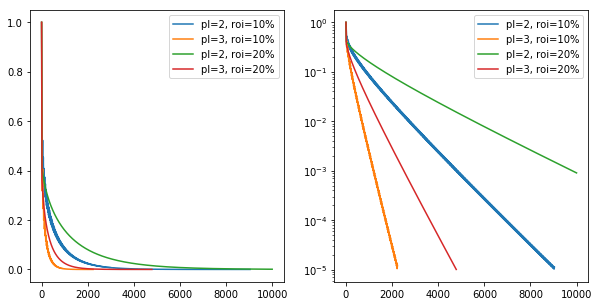 1.0
0.8
0.6
0.4
0.2
0.0
0 2000 4000 6000 8000 10000
pl=2, roi=10%
pl=3, roi=10%
pl=2, roi=20%
pl=3, roi=20%
10⁰
10⁻¹
10⁻²
10⁻³
10⁻⁴
10⁻⁵
0 2000 4000 6000 8000 10000
pl=2, roi=10%
pl=3, roi=10%
pl=2, roi=20%
pl=3, roi=20%